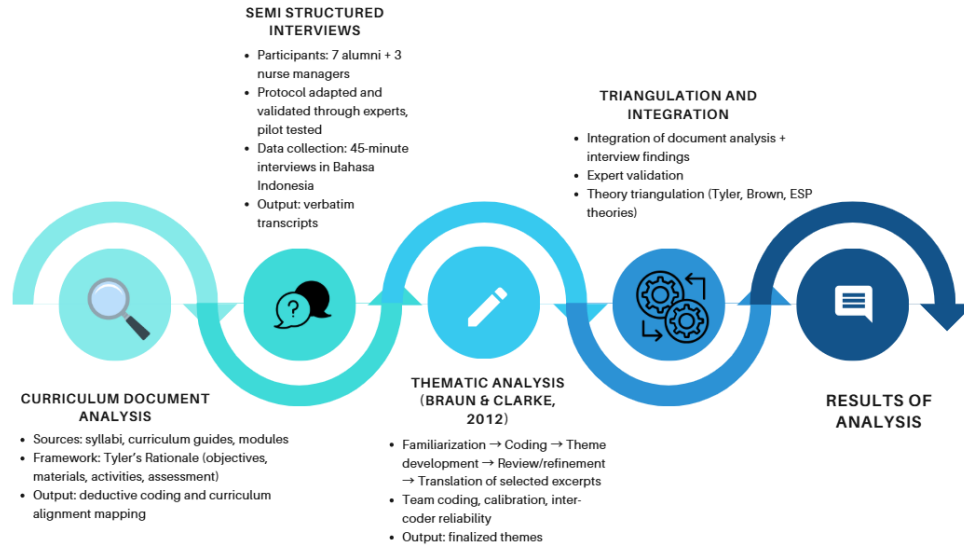 SEMI STRUCTURED
INTERVIEWS
• Participants: 7 alumni + 3
nurse managers
• Protocol adapted and
validated through experts,
pilot tested
• Data collection: 45-minute
interviews in Bahasa
Indonesia
• Output: verbatim
transcripts
TRIANGULATION AND
INTEGRATION
• Integration of document analysis +
interview findings
• Expert validation
• Theory triangulation (Tyler, Brown, ESP
theories)
?
CURRICULUM DOCUMENT
ANALYSIS
• Sources: syllabi, curriculum guides, modules
• Framework: Tyler's Rationale (objectives,
materials, activities, assessment)
• Output: deductive coding and curriculum
alignment mapping
THEMATIC ANALYSIS
(BRAUN & CLARKE,
2012)
• Familiarization → Coding → Theme
development → Review/refinement
→ Translation of selected excerpts
• Team coding, calibration, inter-
coder reliability
• Output: finalized themes
RESULTS OF
ANALYSIS